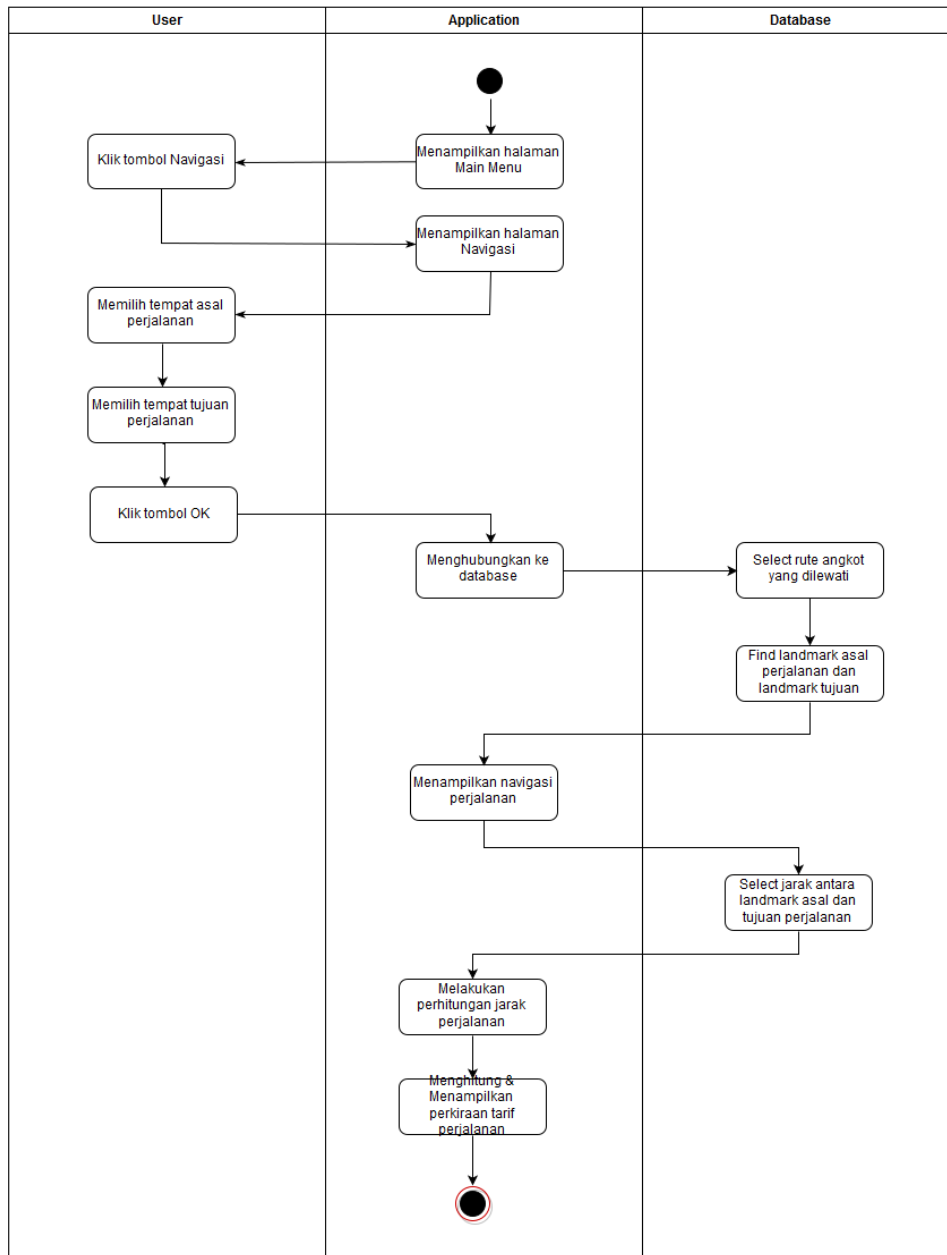 User
Application
Database
Menampilkan halaman
Main Menu
Klik tombol Navigasi
Menampilkan halaman
Navigasi
Memilih tempat asal
perjalanan
Memilih tempat tujuan
perjalanan
Klik tombol OK
Menghubungkan ke
database
Select rute angkot
yang dilewati
Find landmark asal
perjalanan dan
landmark tujuan
Menampilkan navigasi
perjalanan
Select jarak antara
landmark asal dan
tujuan perjalanan
Melakukan
perhitungan jarak
perjalanan
Menghitung &
Menampilkan
perkiraan tarif
perjalanan